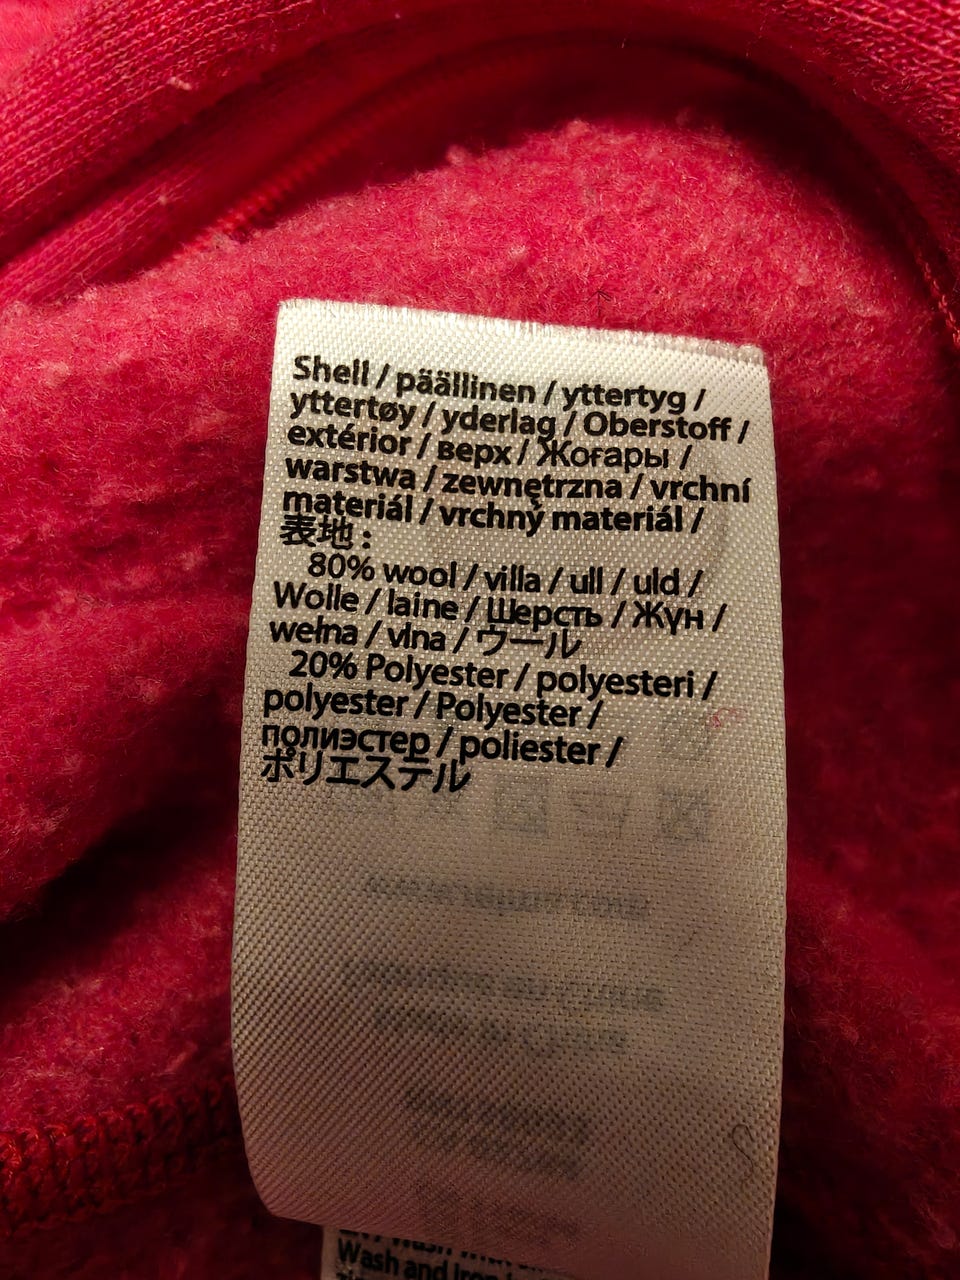 Shell / päällinen / yttertyg /
yttertøy / yderlag / Oberstoff /
extérior / верх / Жоғары /
warstwa / zewnętrzna / vrchní
materiál / vrchný materiál /
表地 :
80% wool / villa / ull / uld /
Wolle / laine / Шерсть / Жүн /
wełna / vlna / ウール
20% Polyester / polyesteri /
polyester / Polyester /
полиэстер / poliester /
ポリエステル
Wash and iron